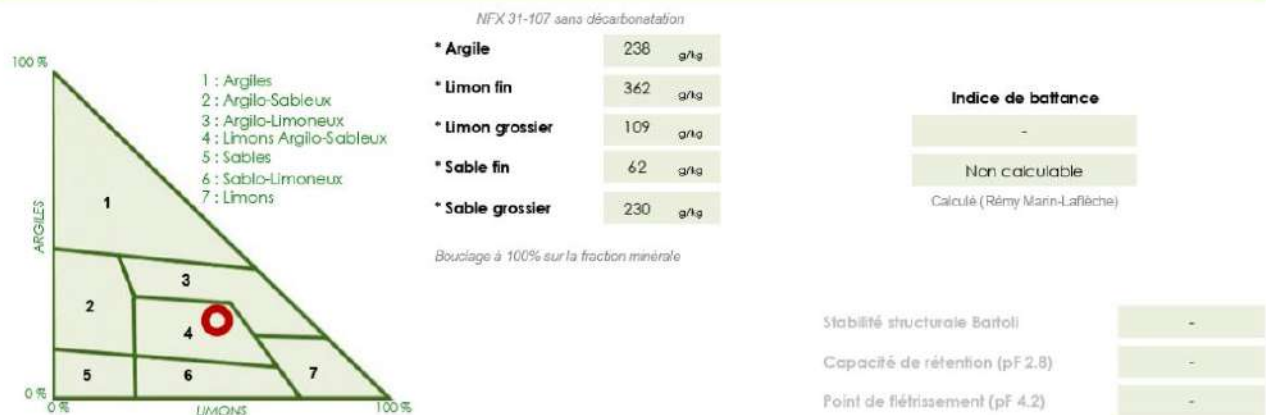 NFX 31-107 sans décarbonatation
100 %
1 : Argiles
2 : Argilo-Sableux
3 : Argilo-Limoneux
4 : Limons Argilo-Sableux
5 : Sables
6 : Sablo-Limoneux
7 : Limons
ARGILES
1
2
3
4
5
6
7
0 %
0 %
LIMONS
100 %
* Argile 238 g/kg
* Limon fin 362 g/kg
* Limon grossier 109 g/kg
* Sable fin 62 g/kg
* Sable grossier 230 g/kg
Bouclage à 100% sur la fraction minérale
Indice de battance
-
Non calculable
Calculé (Rémy Marin-Laflèche)
Stabilité structurale Bartoli -
Capacité de rétention (pF 2.8) -
Point de flétrissement (pF 4.2) -